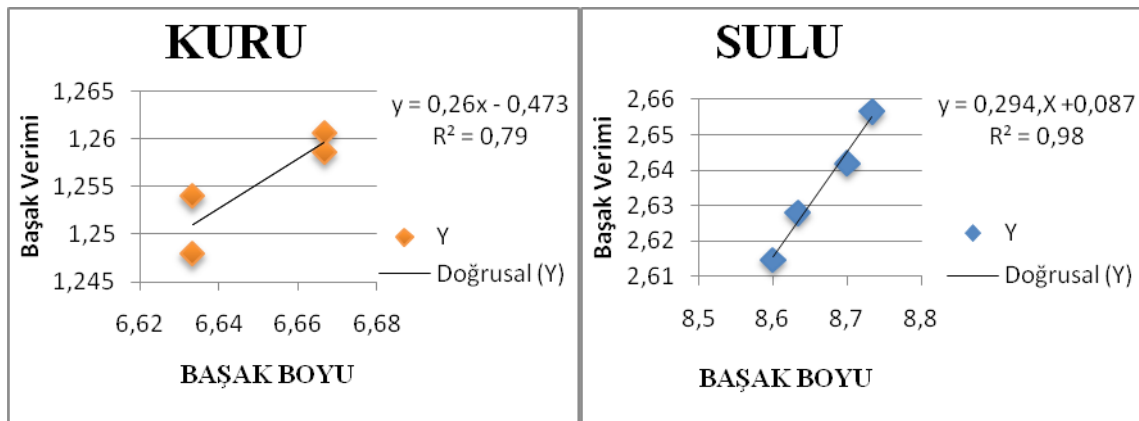 KURU
1,265
1,26
1,255
1,25
1,245
Başak Verimi
6,62 6,64 6,66 6,68
BAŞAK BOYU
y = 0,26x - 0,473
R² = 0,79
Y
Doğrusal (Y)
SULU
2,66
2,65
2,64
2,63
2,62
2,61
Başak Verimi
8,5 8,6 8,7 8,8
BAŞAK BOYU
y = 0,294,X +0,087
R² = 0,98
Y
Doğrusal (Y)